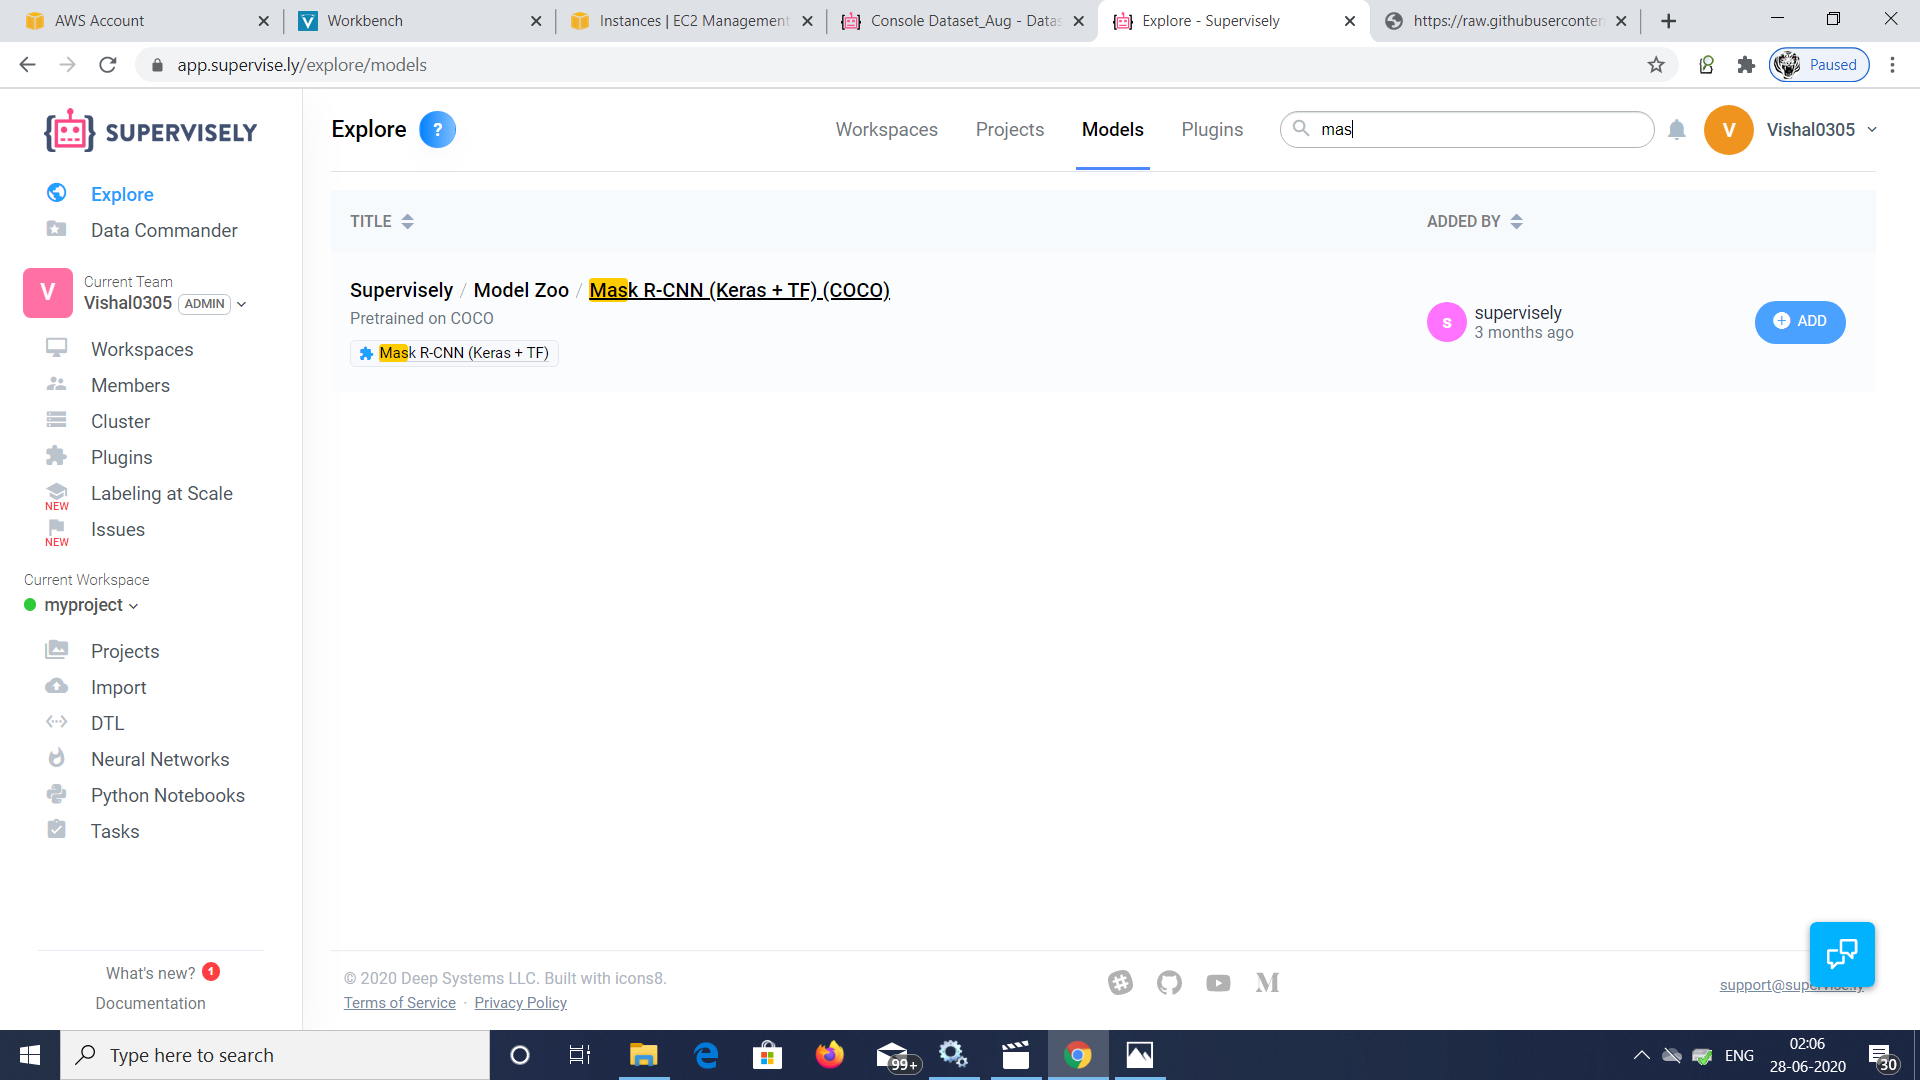 AWS Account
Workbench
Instances | EC2 Management
Console Dataset_Aug - Datas
Explore - Supervisely
https://raw.githubuserconten
app.supervise.ly/explore/models
Paused
SUPERVISELY
Explore ?
Workspaces
Projects
Models
Plugins
mas
V
Vishal0305
Explore
Data Commander
V
Current Team
Vishal0305 ADMIN
Workspaces
Members
Cluster
Plugins
Labeling at Scale
NEW
Issues
NEW
Current Workspace
myproject
Projects
Import
DTL
Neural Networks
Python Notebooks
Tasks
What's new? 1
Documentation
TITLE
ADDED BY
Supervisely / Model Zoo / Mask R-CNN (Keras + TF) (COCO)
Pretrained on COCO
Mask R-CNN (Keras + TF)
s
supervisely
3 months ago
ADD
© 2020 Deep Systems LLC. Built with icons8.
Terms of Service · Privacy Policy
Type here to search
99+
ENG
02:06
28-06-2020
30